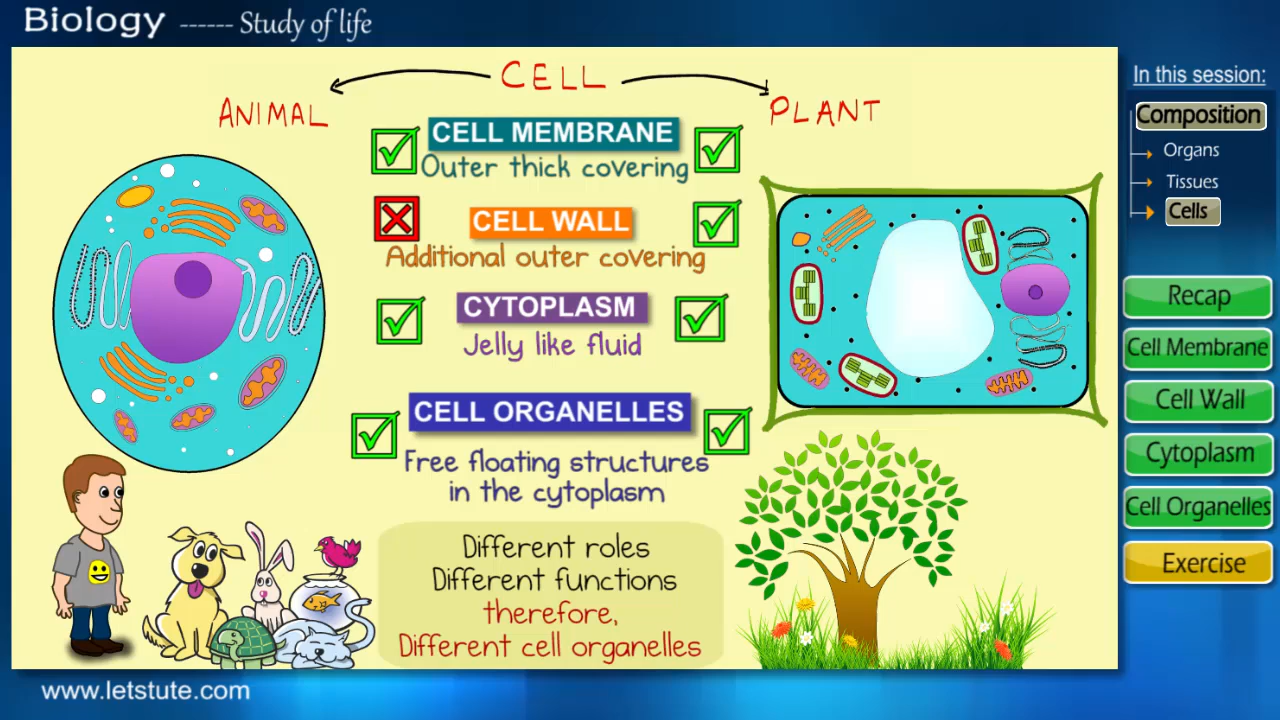 Biology ------ Study of life
CELL
ANIMAL
PLANT
CELL MEMBRANE
Outer thick covering
CELL WALL
Additional outer covering
CYTOPLASM
Jelly like fluid
CELL ORGANELLES
Free floating structures
in the cytoplasm
Different roles
Different functions
therefore,
Different cell organelles
In this session:
Composition
Organs
Tissues
Cells
Recap
Cell Membrane
Cell Wall
Cytoplasm
Cell Organelles
Exercise
www.letstute.com